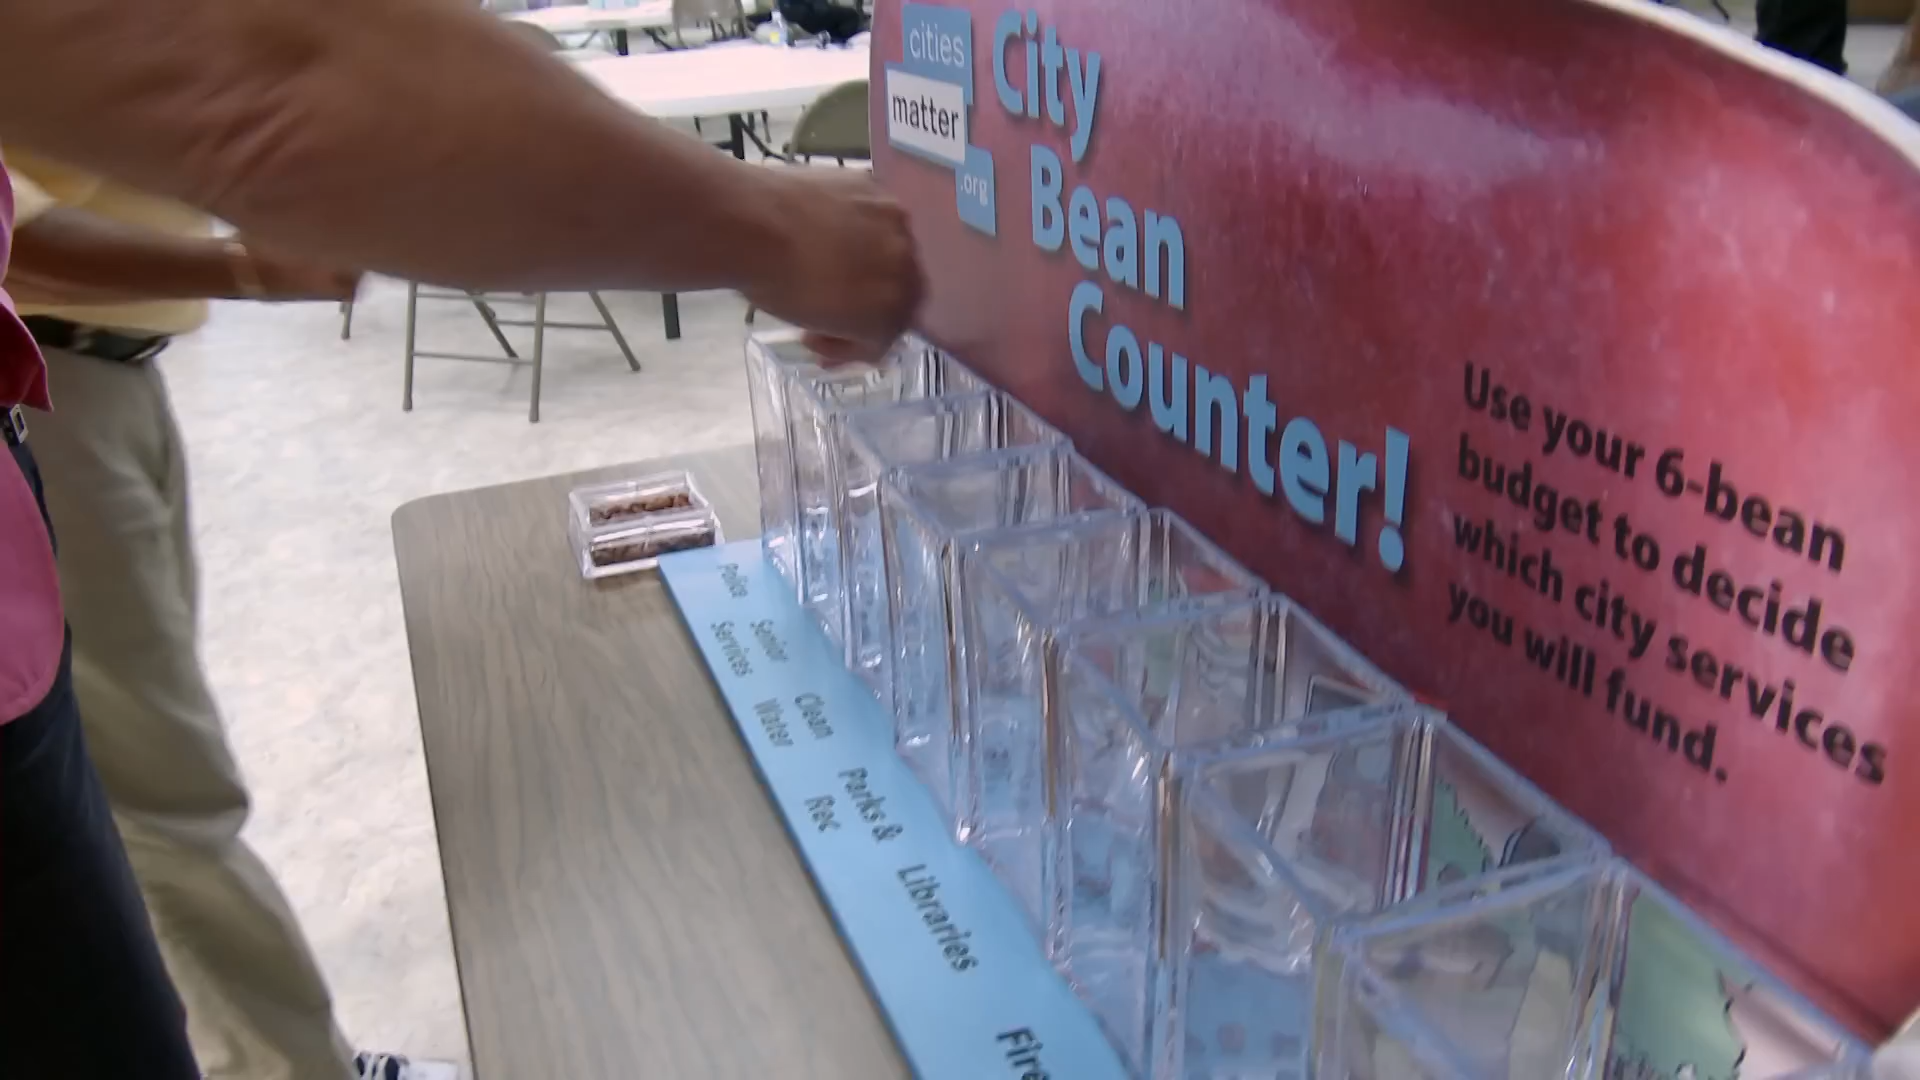 cities
matter
.org
City
Bean
Counter!
Use your 6-bean
budget to decide
which city services
you will fund.
Police
Senior
Services
Clean
Water
Parks &
Rec
Libraries
Fire